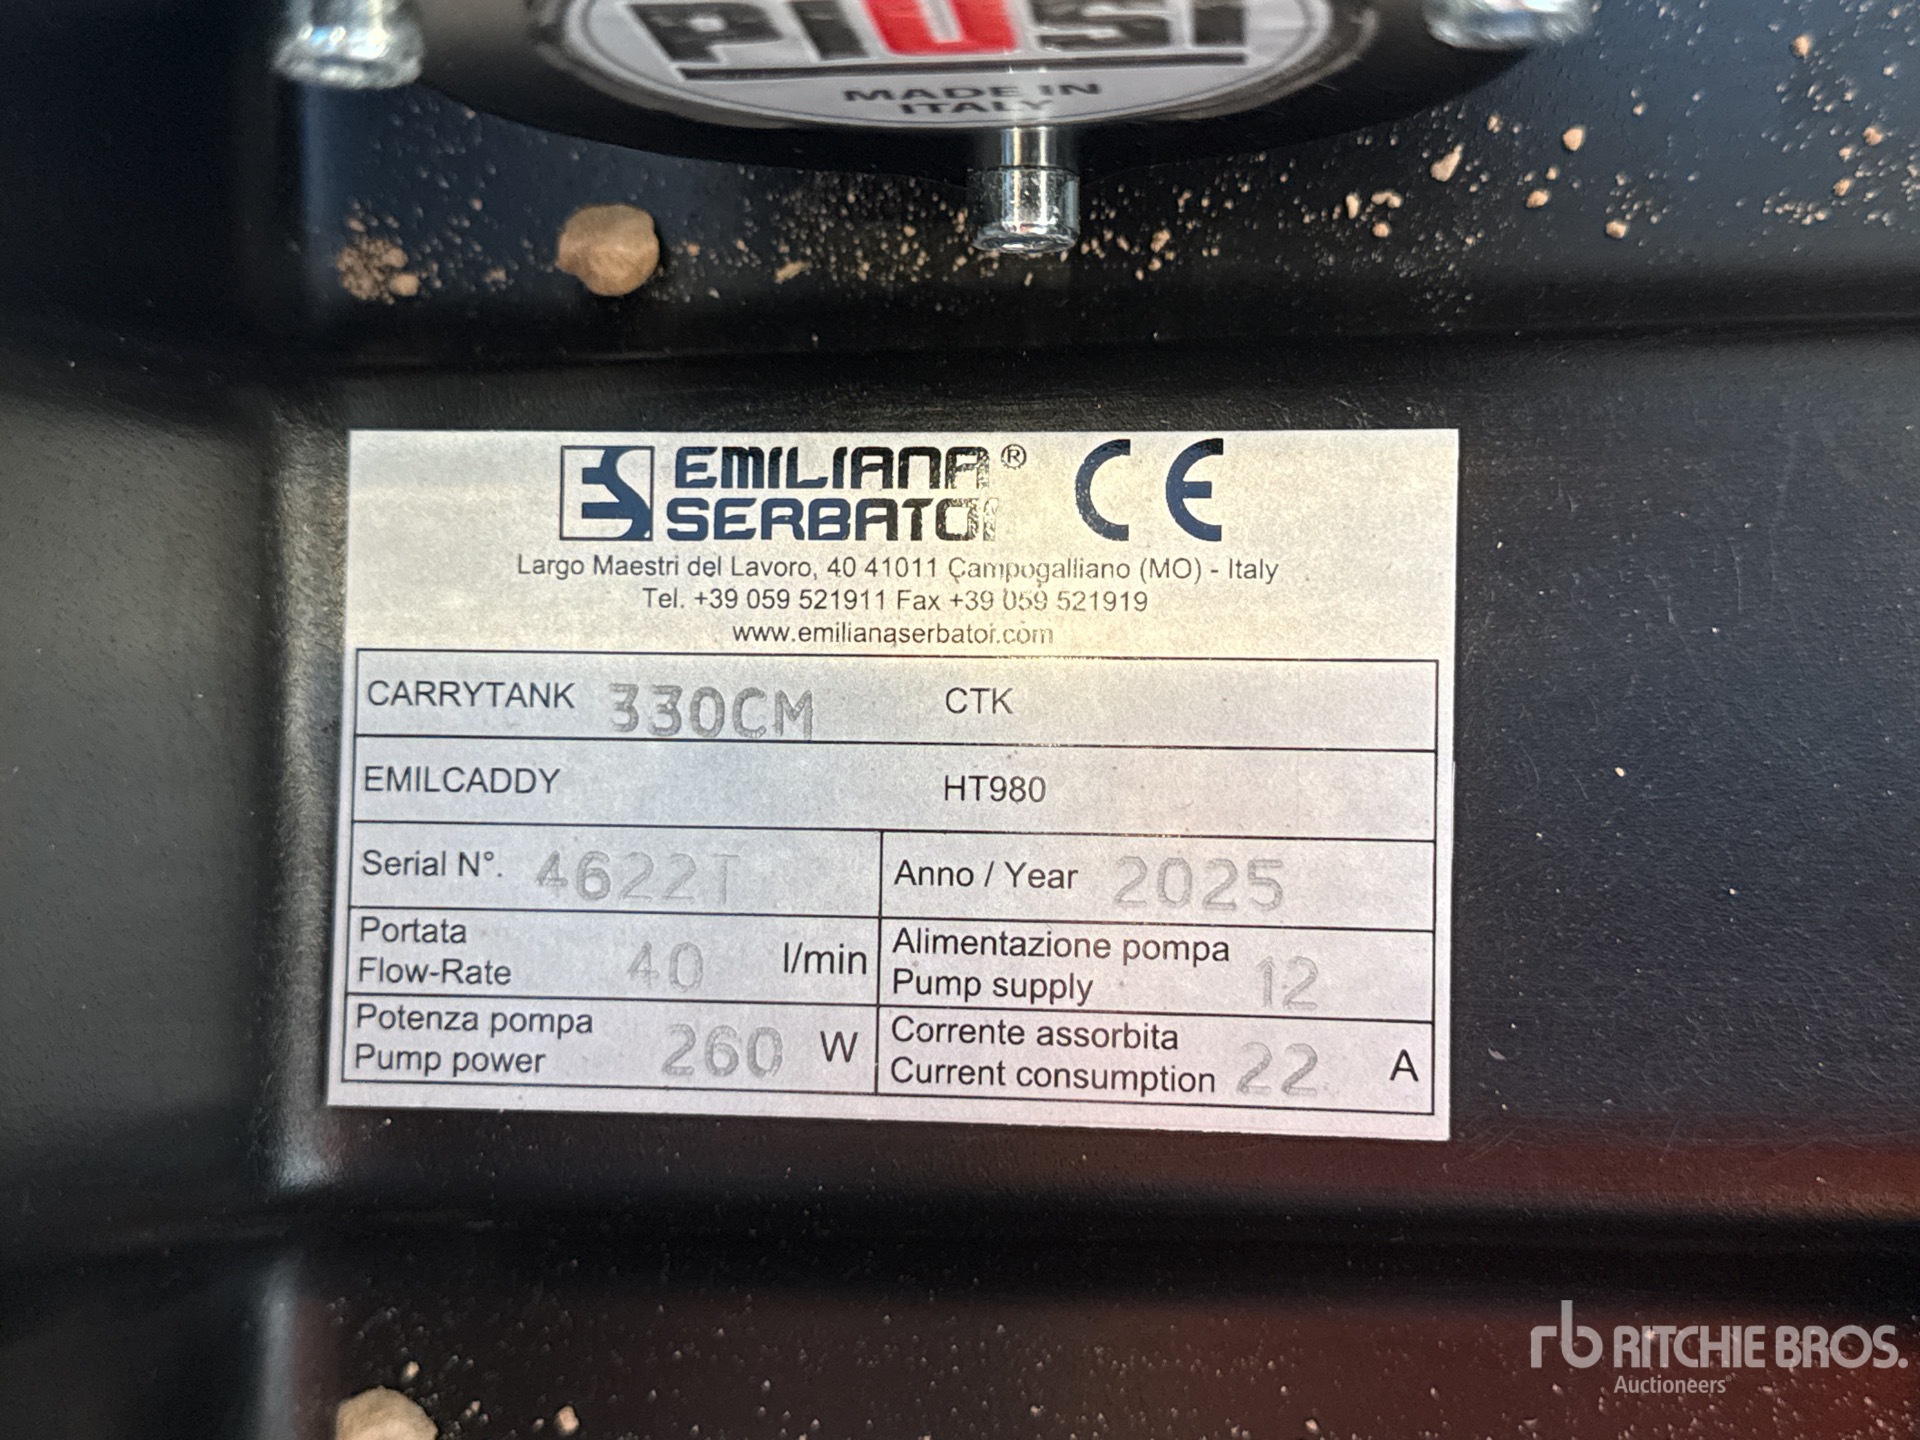 PIUSI
MADE IN
ITALY
ES EMILIANA® CE
SERBATOI
Largo Maestri del Lavoro, 40 41011 Campogalliano (MO) - Italy
Tel. +39 059 521911 Fax +39 059 521919
www.emilianaserbatoi.com
CARRYTANK 330CM CTK
EMILCADDY HT980
Serial N°. 4622T Anno / Year 2025
Portata
Flow-Rate 40 l/min
Alimentazione pompa
Pump supply 12
Potenza pompa
Pump power 260 W
Corrente assorbita
Current consumption 22 A
rb RITCHIE BROS.
Auctioneers